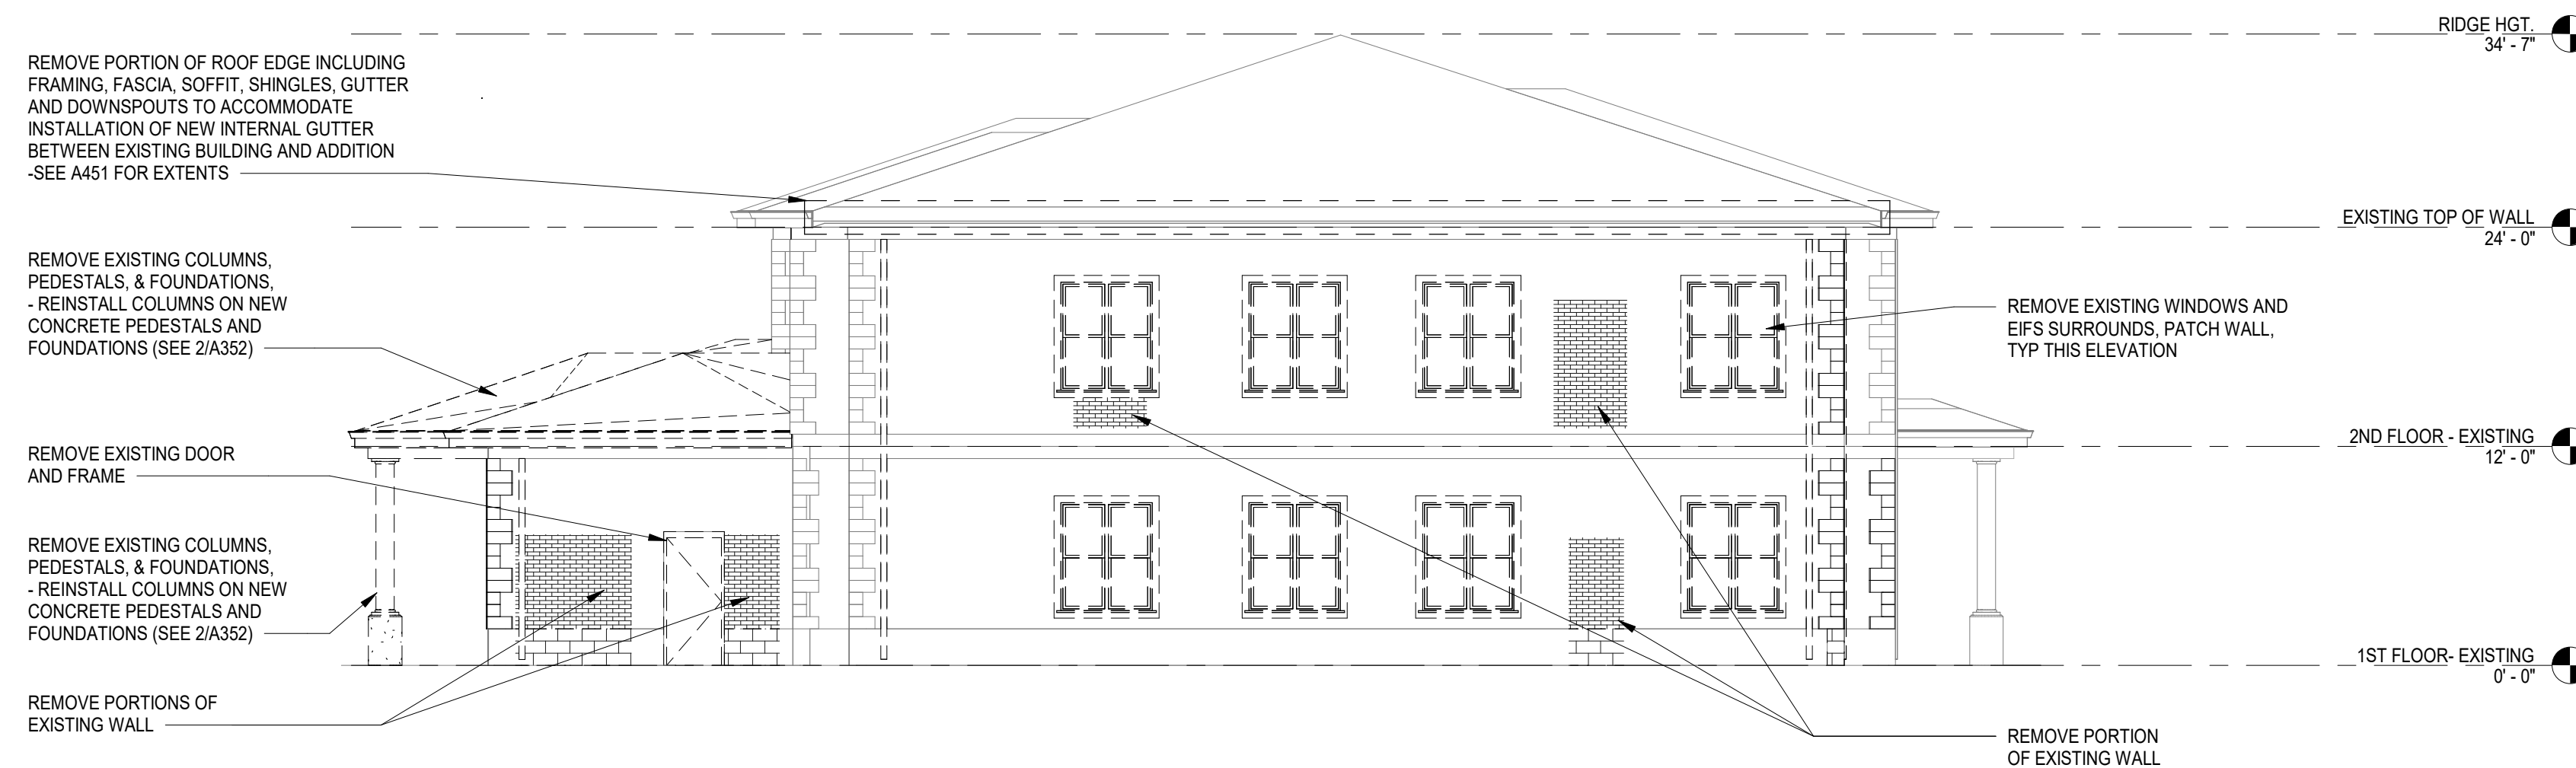 REMOVE PORTION OF ROOF EDGE INCLUDING
FRAMING, FASCIA, SOFFIT, SHINGLES, GUTTER
AND DOWNSPOUTS TO ACCOMMODATE
INSTALLATION OF NEW INTERNAL GUTTER
BETWEEN EXISTING BUILDING AND ADDITION
-SEE A451 FOR EXTENTS
REMOVE EXISTING COLUMNS,
PEDESTALS, & FOUNDATIONS,
- REINSTALL COLUMNS ON NEW
CONCRETE PEDESTALS AND
FOUNDATIONS (SEE 2/A352)
REMOVE EXISTING DOOR
AND FRAME
REMOVE EXISTING COLUMNS,
PEDESTALS, & FOUNDATIONS,
- REINSTALL COLUMNS ON NEW
CONCRETE PEDESTALS AND
FOUNDATIONS (SEE 2/A352)
REMOVE PORTIONS OF
EXISTING WALL
REMOVE EXISTING WINDOWS AND
EIFS SURROUNDS, PATCH WALL,
TYP THIS ELEVATION
REMOVE PORTION
OF EXISTING WALL
RIDGE HGT.
34' - 7"
EXISTING TOP OF WALL
24' - 0"
2ND FLOOR - EXISTING
12' - 0"
1ST FLOOR- EXISTING
0' - 0"